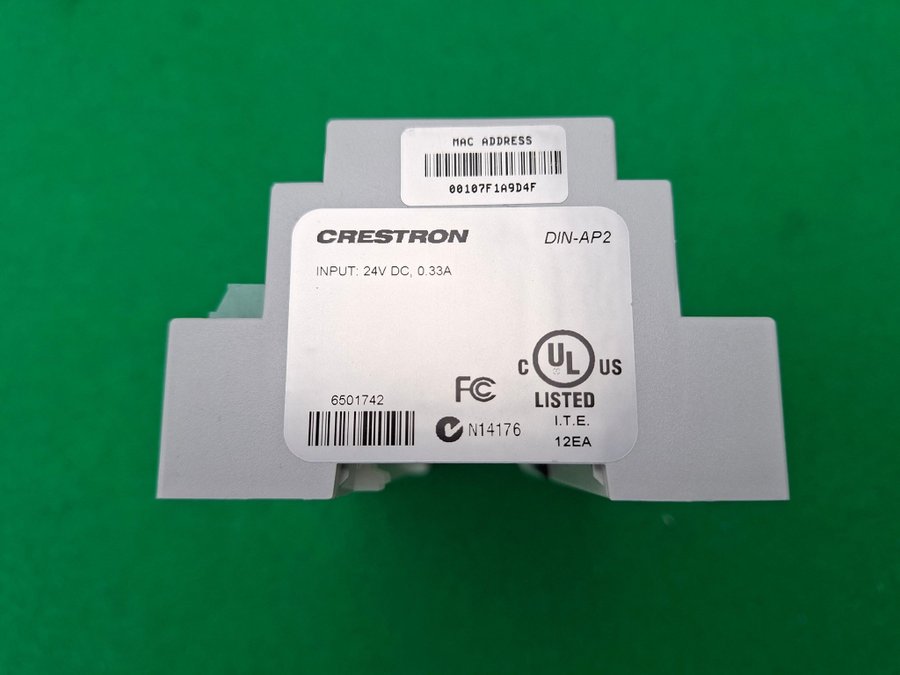 MAC ADDRESS
00107F1A9D4F
CRESTRON
DIN-AP2
INPUT: 24V DC, 0.33A
6501742
FC
N14176
C UL US
LISTED
I.T.E.
12EA